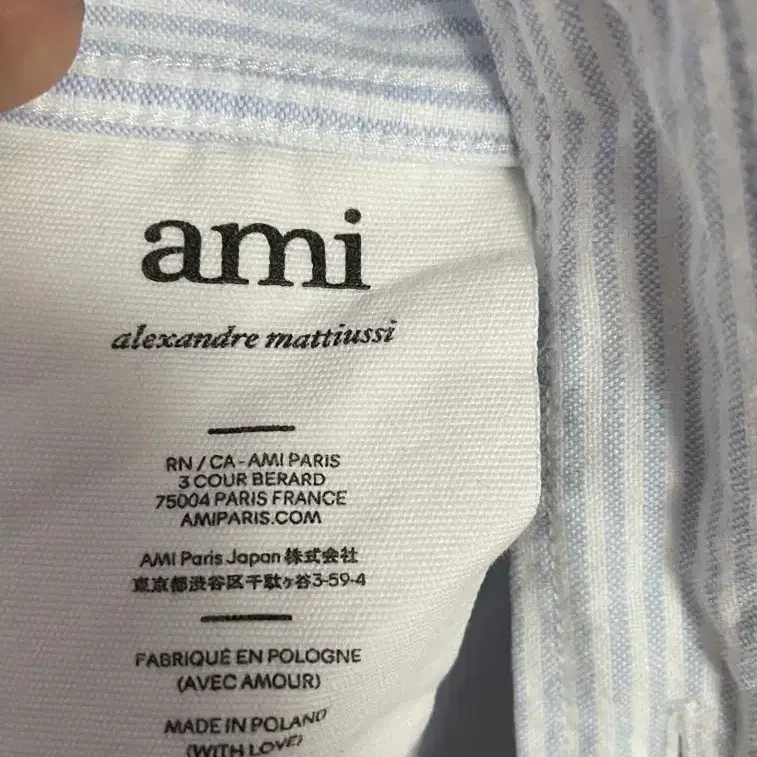 ami
alexandre mattiussi
RN / CA - AMI PARIS
3 COUR BERARD
75004 PARIS FRANCE
AMIPARIS.COM
AMI Paris Japan 株式会社
東京都渋谷区千駄ヶ谷3-59-4
FABRIQUÉ EN POLOGNE
(AVEC AMOUR)
MADE IN POLAND
(WITH LOVE)